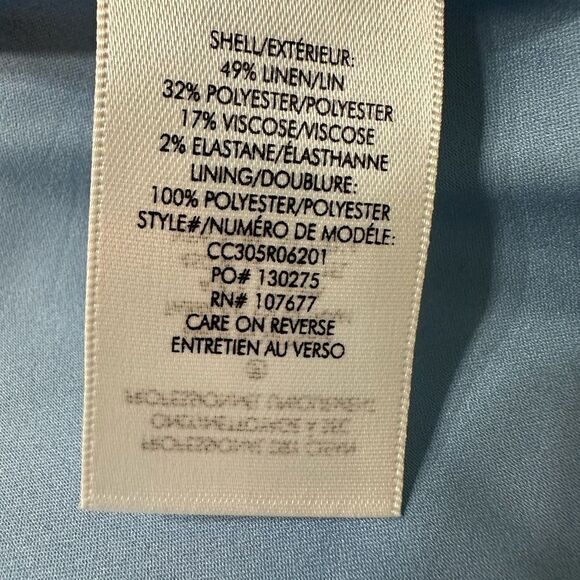 SHELL/EXTÉRIEUR:
49% LINEN/LIN
32% POLYESTER/POLYESTER
17% VISCOSE/VISCOSE
2% ELASTANE/ÉLASTHANNE
LINING/DOUBLURE:
100% POLYESTER/POLYESTER
STYLE#/NUMÉRO DE MODÉLE:
CC305R06201
PO# 130275
RN# 107677
CARE ON REVERSE
ENTRETIEN AU VERSO